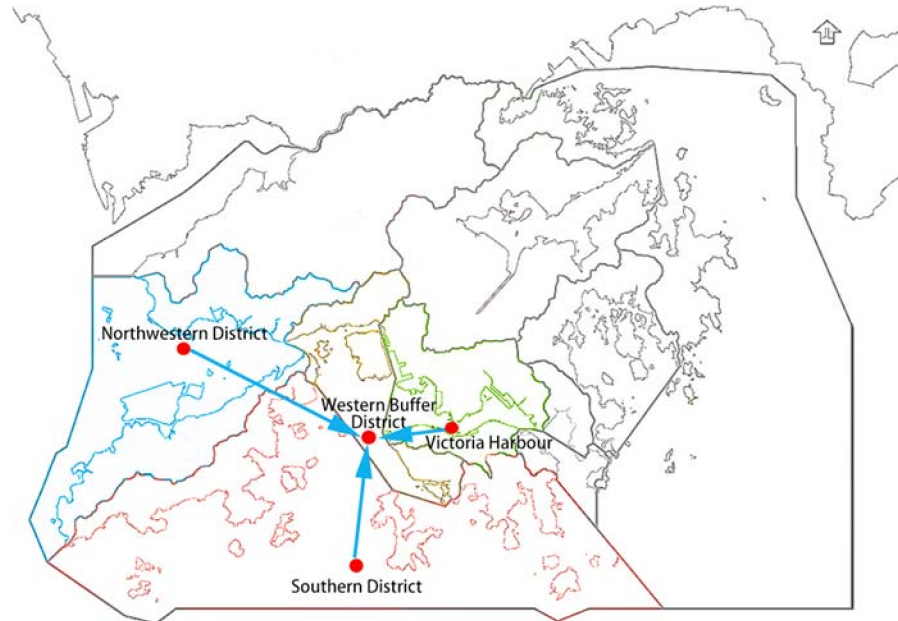 Northwestern District
Western Buffer
District
Victoria Harbour
Southern District